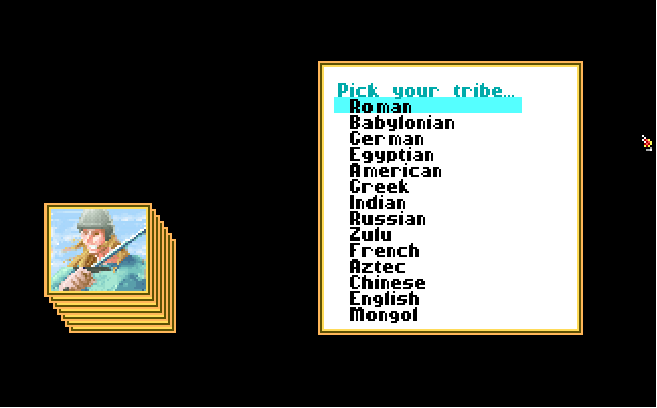 Pick your tribe...
Roman
Babylonian
German
Egyptian
American
Greek
Indian
Russian
Zulu
French
Aztec
Chinese
English
Mongol